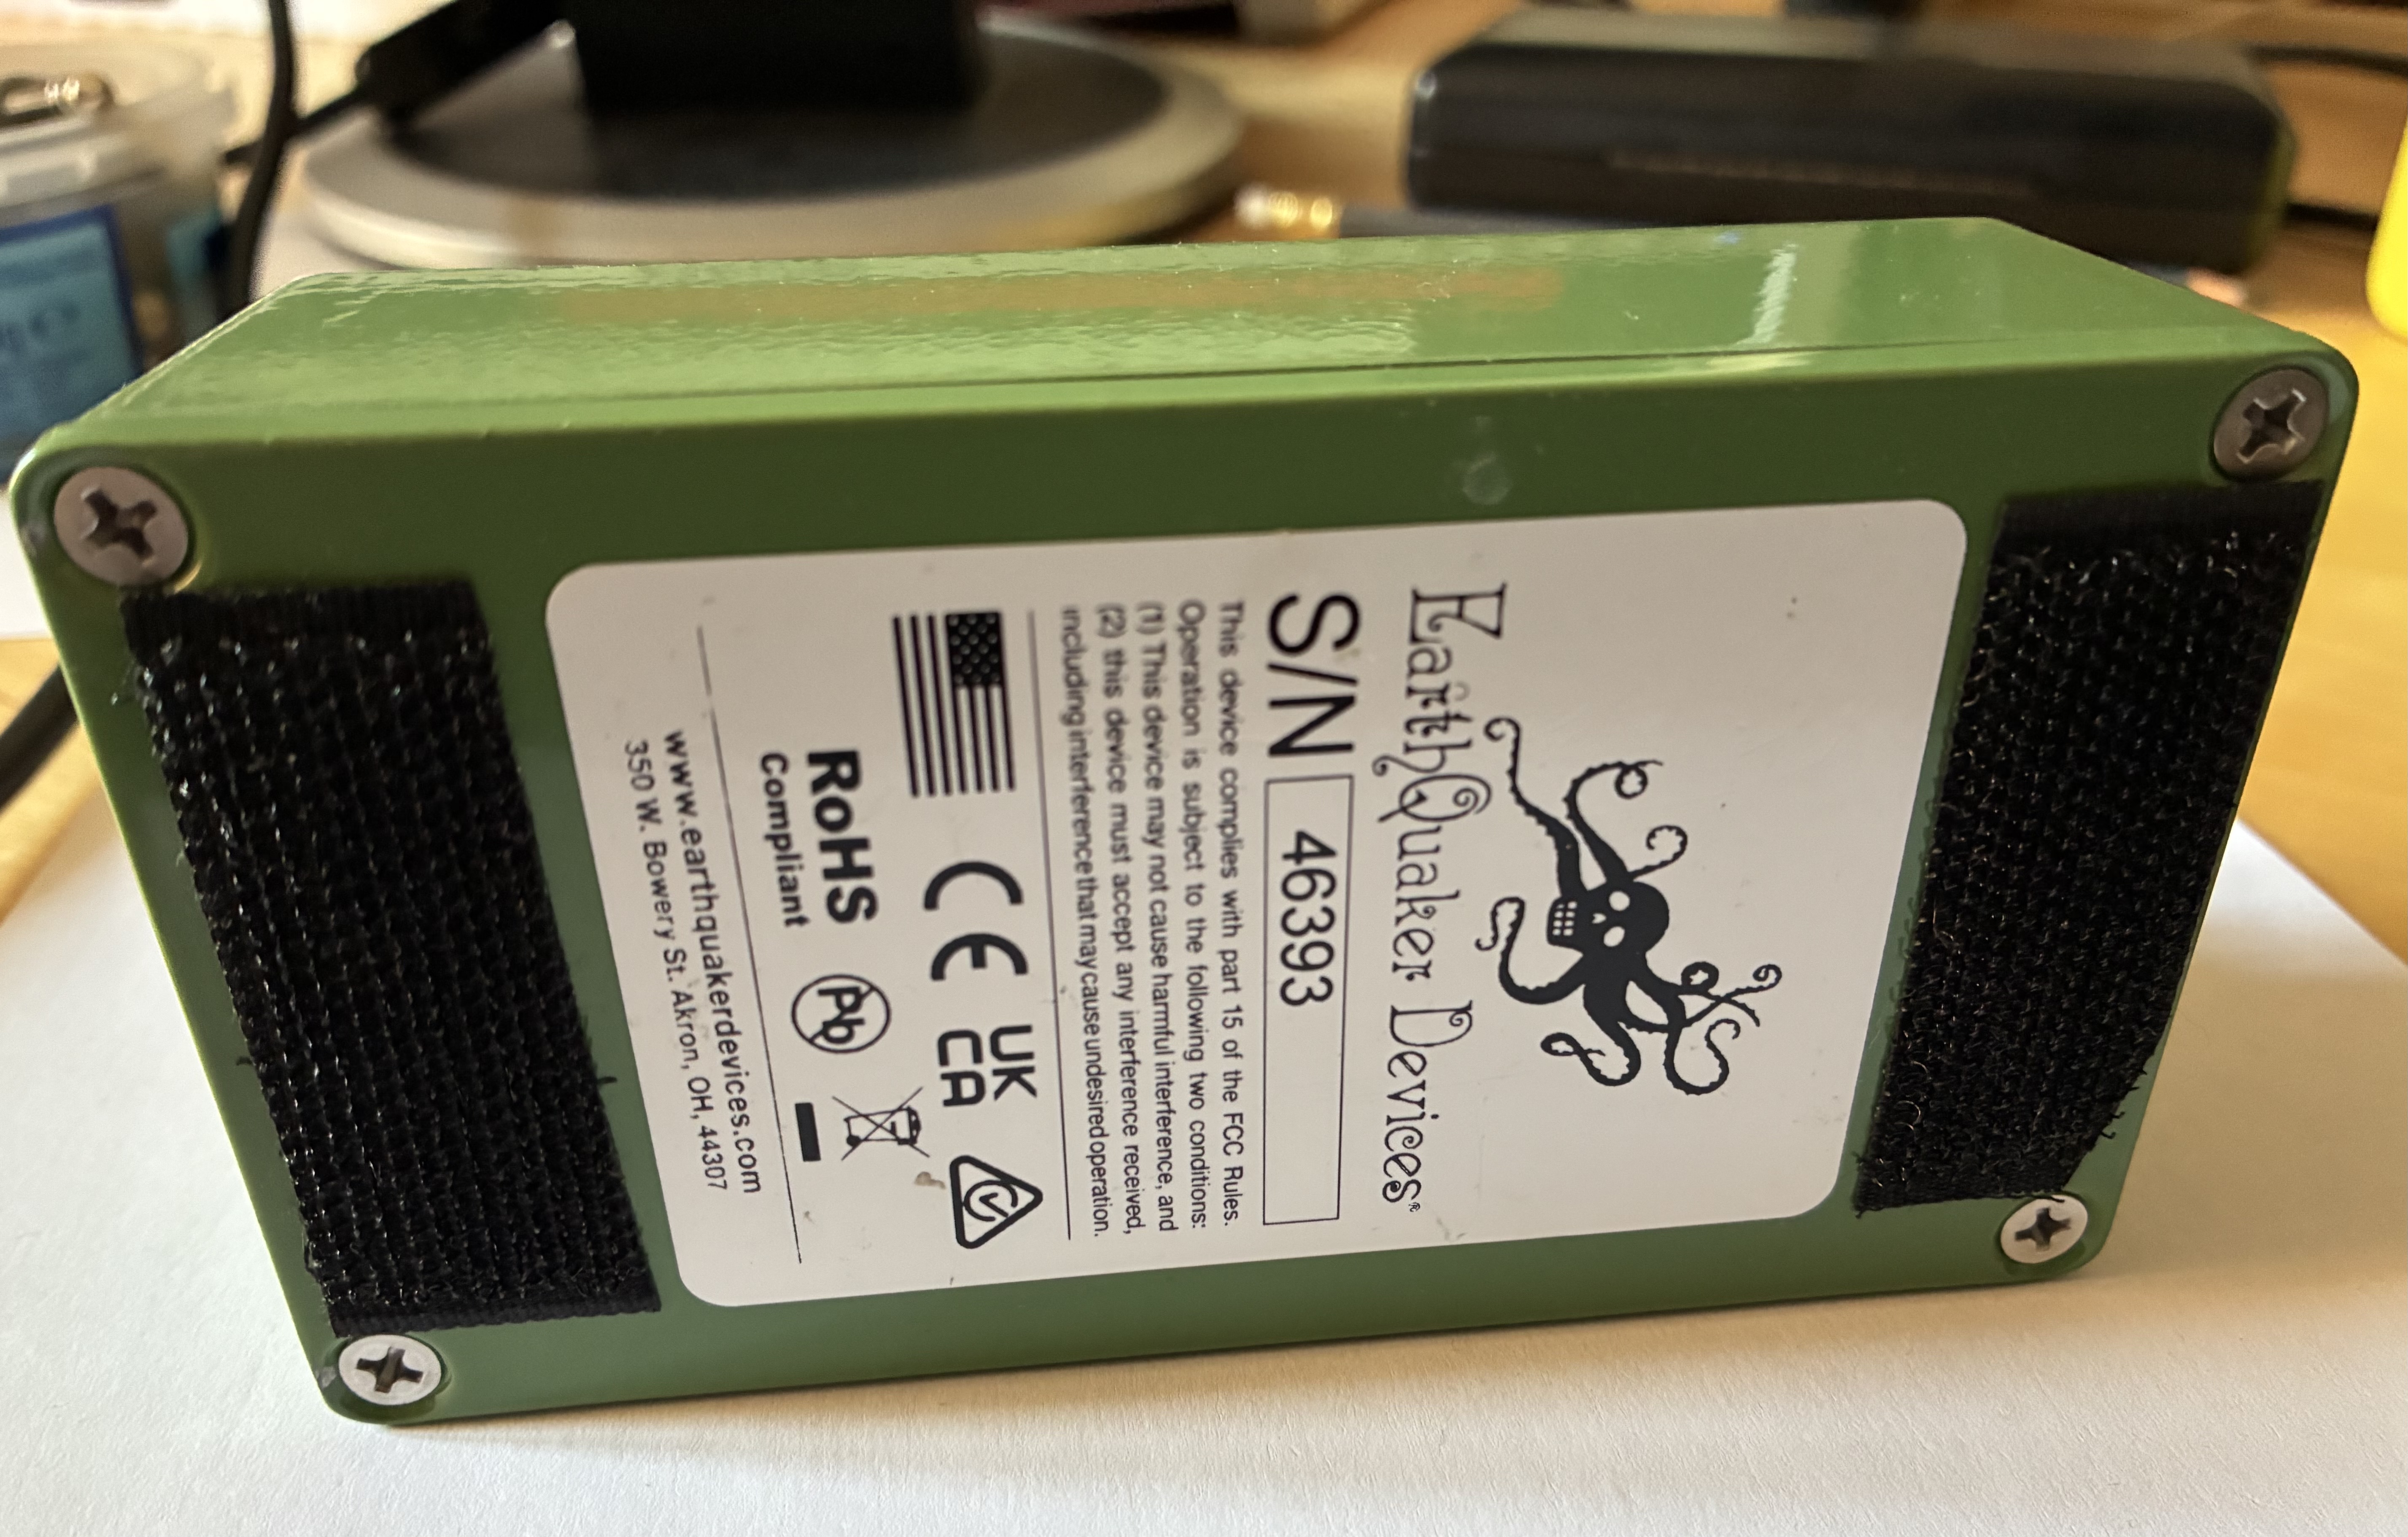 EarthQuaker Devices®
S/N 46393
This device complies with part 15 of the FCC Rules.
Operation is subject to the following two conditions:
(1) This device may not cause harmful interference, and
(2) this device must accept any interference received,
including interference that may cause undesired operation.
CE UK
CA
RoHS
Compliant
Pb
www.earthquakerdevices.com
350 W. Bowery St. Akron, OH, 44307